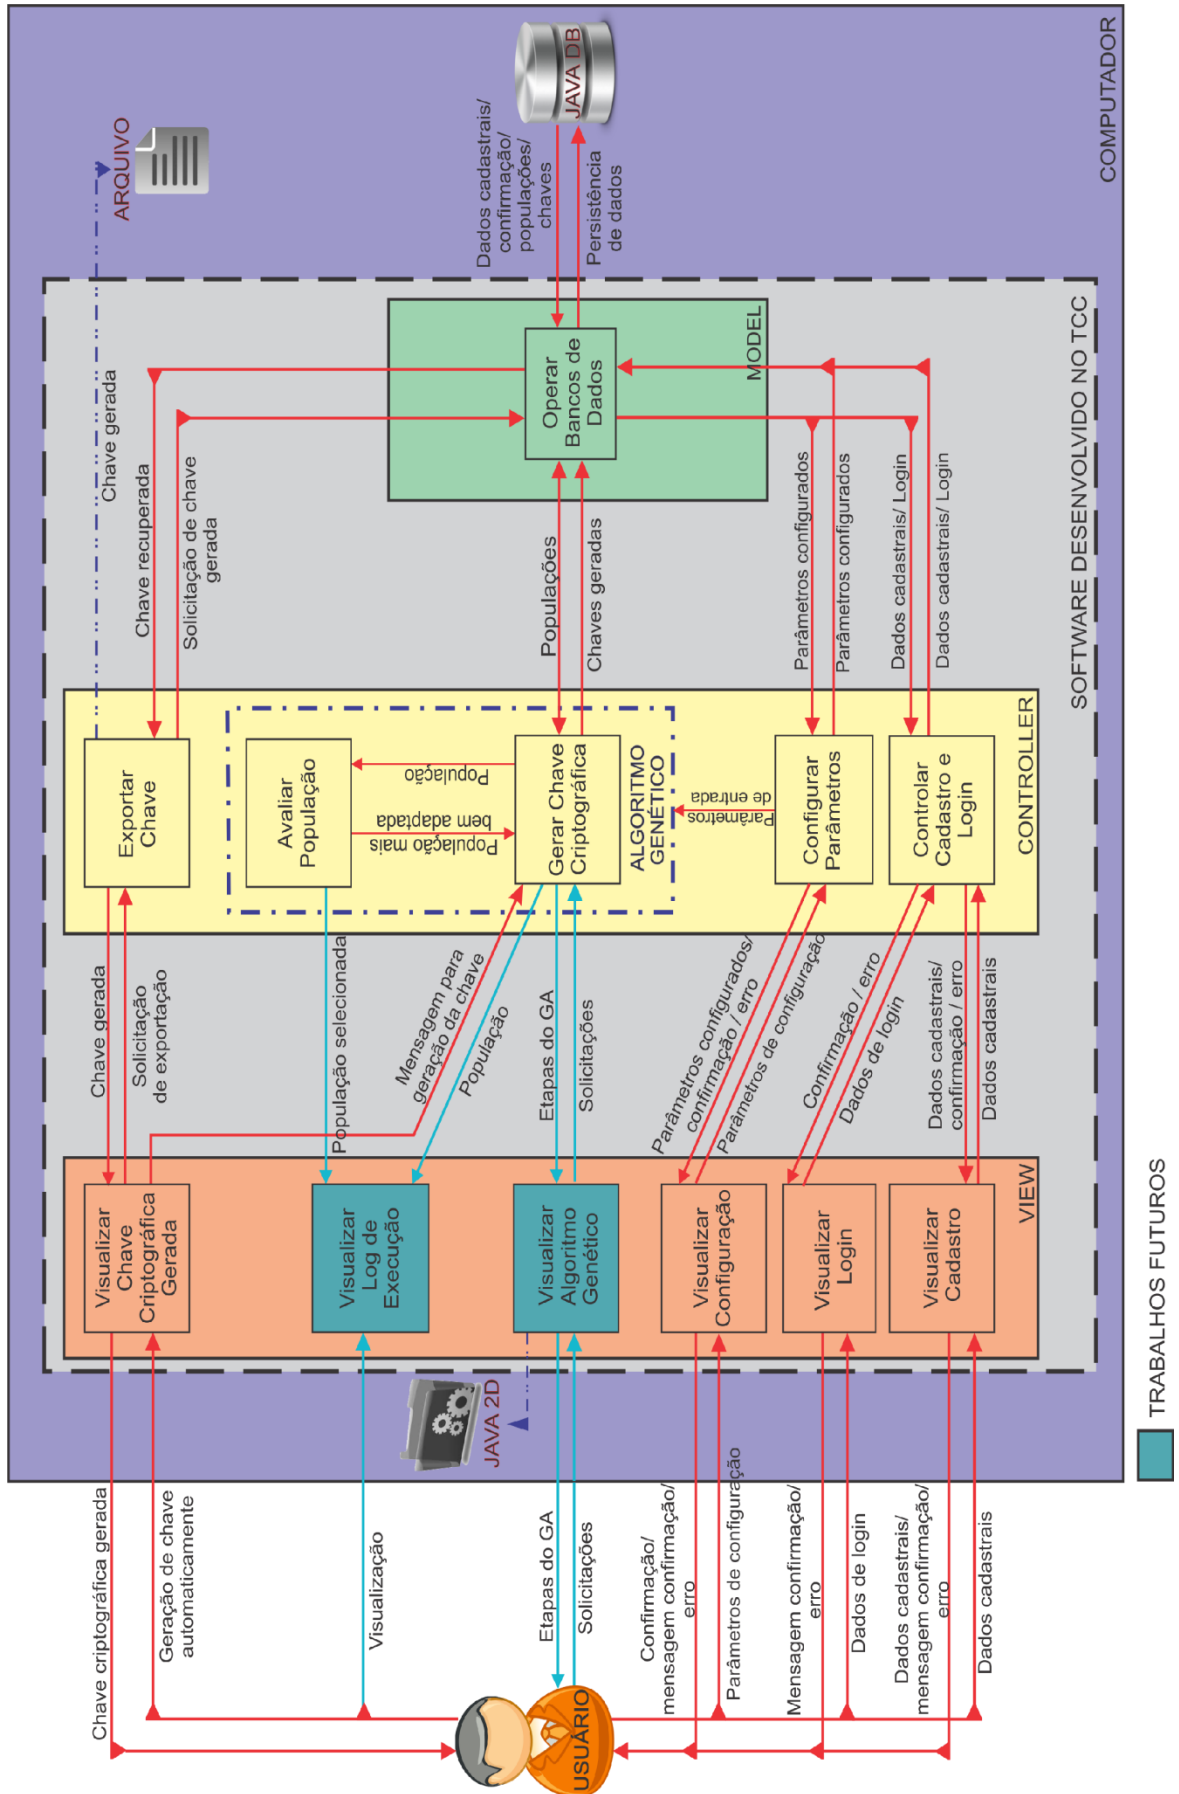 COMPUTADOR
SOFTWARE DESENVOLVIDO NO TCC
VIEW
CONTROLLER
MODEL
USUÁRIO
Chave criptográfica gerada
Geração de chave
automaticamente
Visualização
Etapas do GA
Solicitações
Confirmação/
mensagem confirmação/
erro
Parâmetros de configuração
Mensagem confirmação/
erro
Dados de login
Dados cadastrais/
mensagem confirmação/
erro
Dados cadastrais
JAVA 2D
Visualizar
Chave
Criptográfica
Gerada
Visualizar
Log de
Execução
Visualizar
Algoritmo
Genético
Visualizar
Configuração
Visualizar
Login
Visualizar
Cadastro
Chave gerada
Solicitação
de exportação
População selecionada
Mensagem para
geração da chave
População
Etapas do GA
Solicitações
Parâmetros configurados/
confirmação / erro
Parâmetros de configuração
Confirmação / erro
Dados de login
Dados cadastrais/
confirmação / erro
Dados cadastrais
Exportar
Chave
Avaliar
População
População mais
bem adaptada
População
Gerar Chave
Criptográfica
ALGORITMO
GENÉTICO
Parâmetros
de entrada
Configurar
Parâmetros
Controlar
Cadastro e
Login
Chave gerada
Chave recuperada
Solicitação de chave
gerada
Populações
Chaves geradas
Parâmetros configurados
Parâmetros configurados
Dados cadastrais/ Login
Dados cadastrais/ Login
Operar
Bancos de
Dados
Dados cadastrais/
confirmação/
populações/
chaves
Persistência
de dados
ARQUIVO
JAVA DB
TRABALHOS FUTUROS